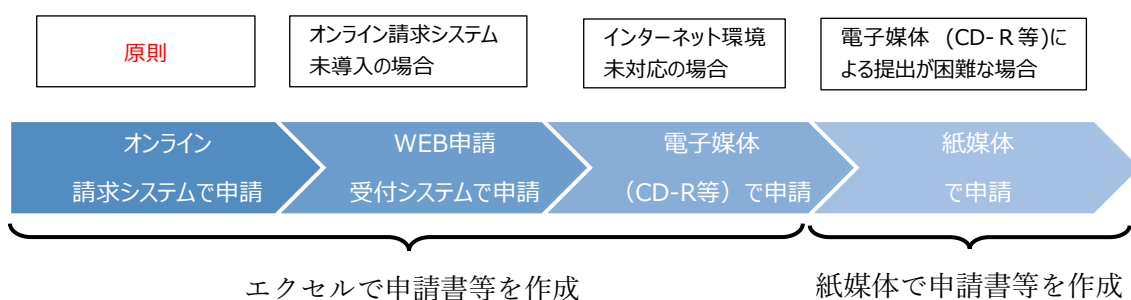 原則
オンライン請求システム
未導入の場合
インターネット環境
未対応の場合
電子媒体 (CD-R等)に
よる提出が困難な場合
オンライン
請求システムで申請
WEB申請
受付システムで申請
電子媒体
（CD-R等）で申請
紙媒体
で申請
エクセルで申請書等を作成
紙媒体で申請書等を作成